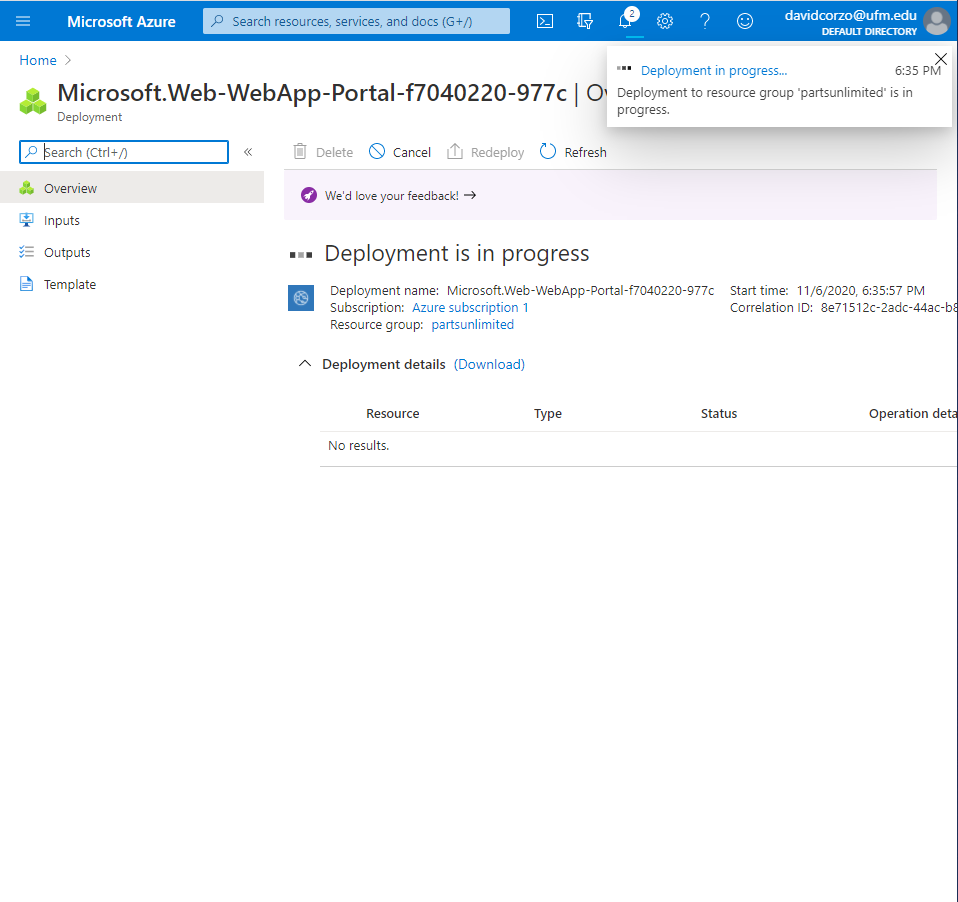 Microsoft Azure
Search resources, services, and docs (G+/)
2
davidcorzo@ufm.edu
DEFAULT DIRECTORY
Home
Deployment in progress...
6:35 PM
Deployment to resource group 'partsunlimited' is in
progress.
Microsoft.Web-WebApp-Portal-f7040220-977c |
Deployment
Search (Ctrl+/)
«
Delete
Cancel
Redeploy
Refresh
Overview
Inputs
Outputs
Template
We'd love your feedback! →
Deployment is in progress
Deployment name: Microsoft.Web-WebApp-Portal-f7040220-977c
Subscription: Azure subscription 1
Resource group: partsunlimited
Start time: 11/6/2020, 6:35:57 PM
Correlation ID: 8e71512c-2adc-44ac-b8
Deployment details (Download)
Resource Type Status Operation deta
No results.